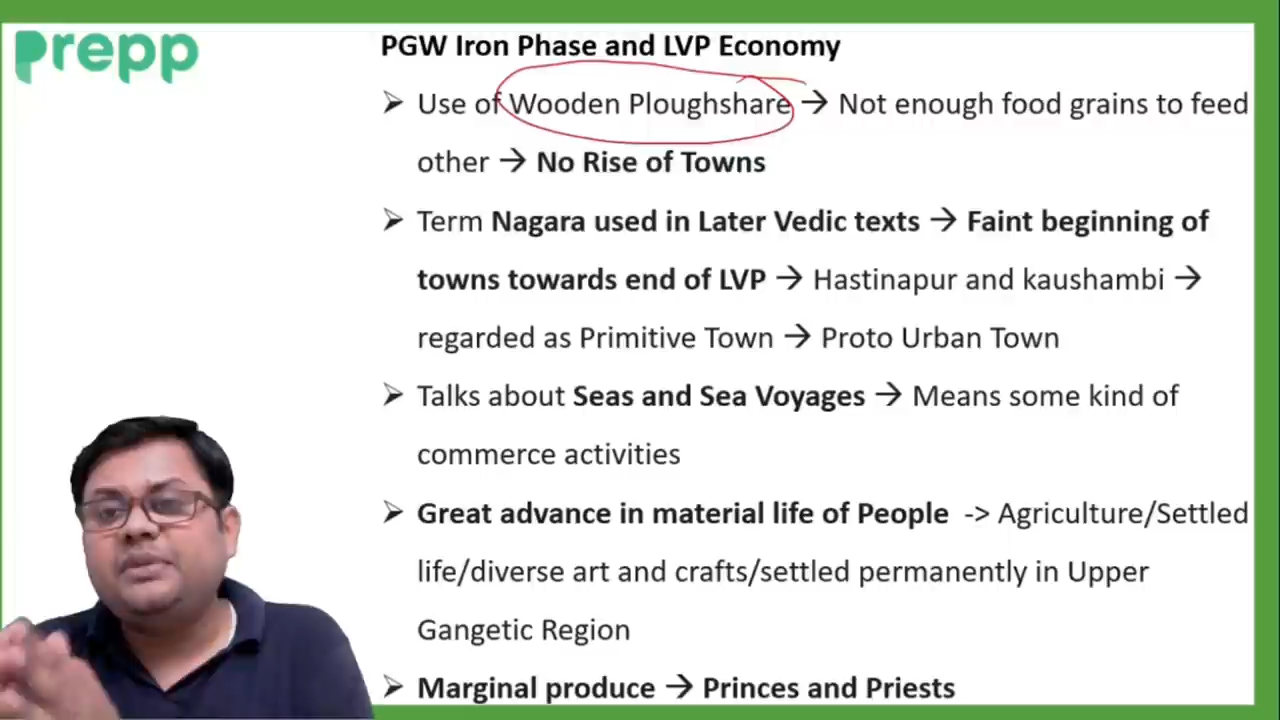 prepp
PGW Iron Phase and LVP Economy
➢ Use of Wooden Ploughshare → Not enough food grains to feed
other → No Rise of Towns
➢ Term Nagara used in Later Vedic texts → Faint beginning of
towns towards end of LVP → Hastinapur and kaushambi →
regarded as Primitive Town → Proto Urban Town
➢ Talks about Seas and Sea Voyages → Means some kind of
commerce activities
➢ Great advance in material life of People -> Agriculture/Settled
life/diverse art and crafts/settled permanently in Upper
Gangetic Region
➢ Marginal produce → Princes and Priests